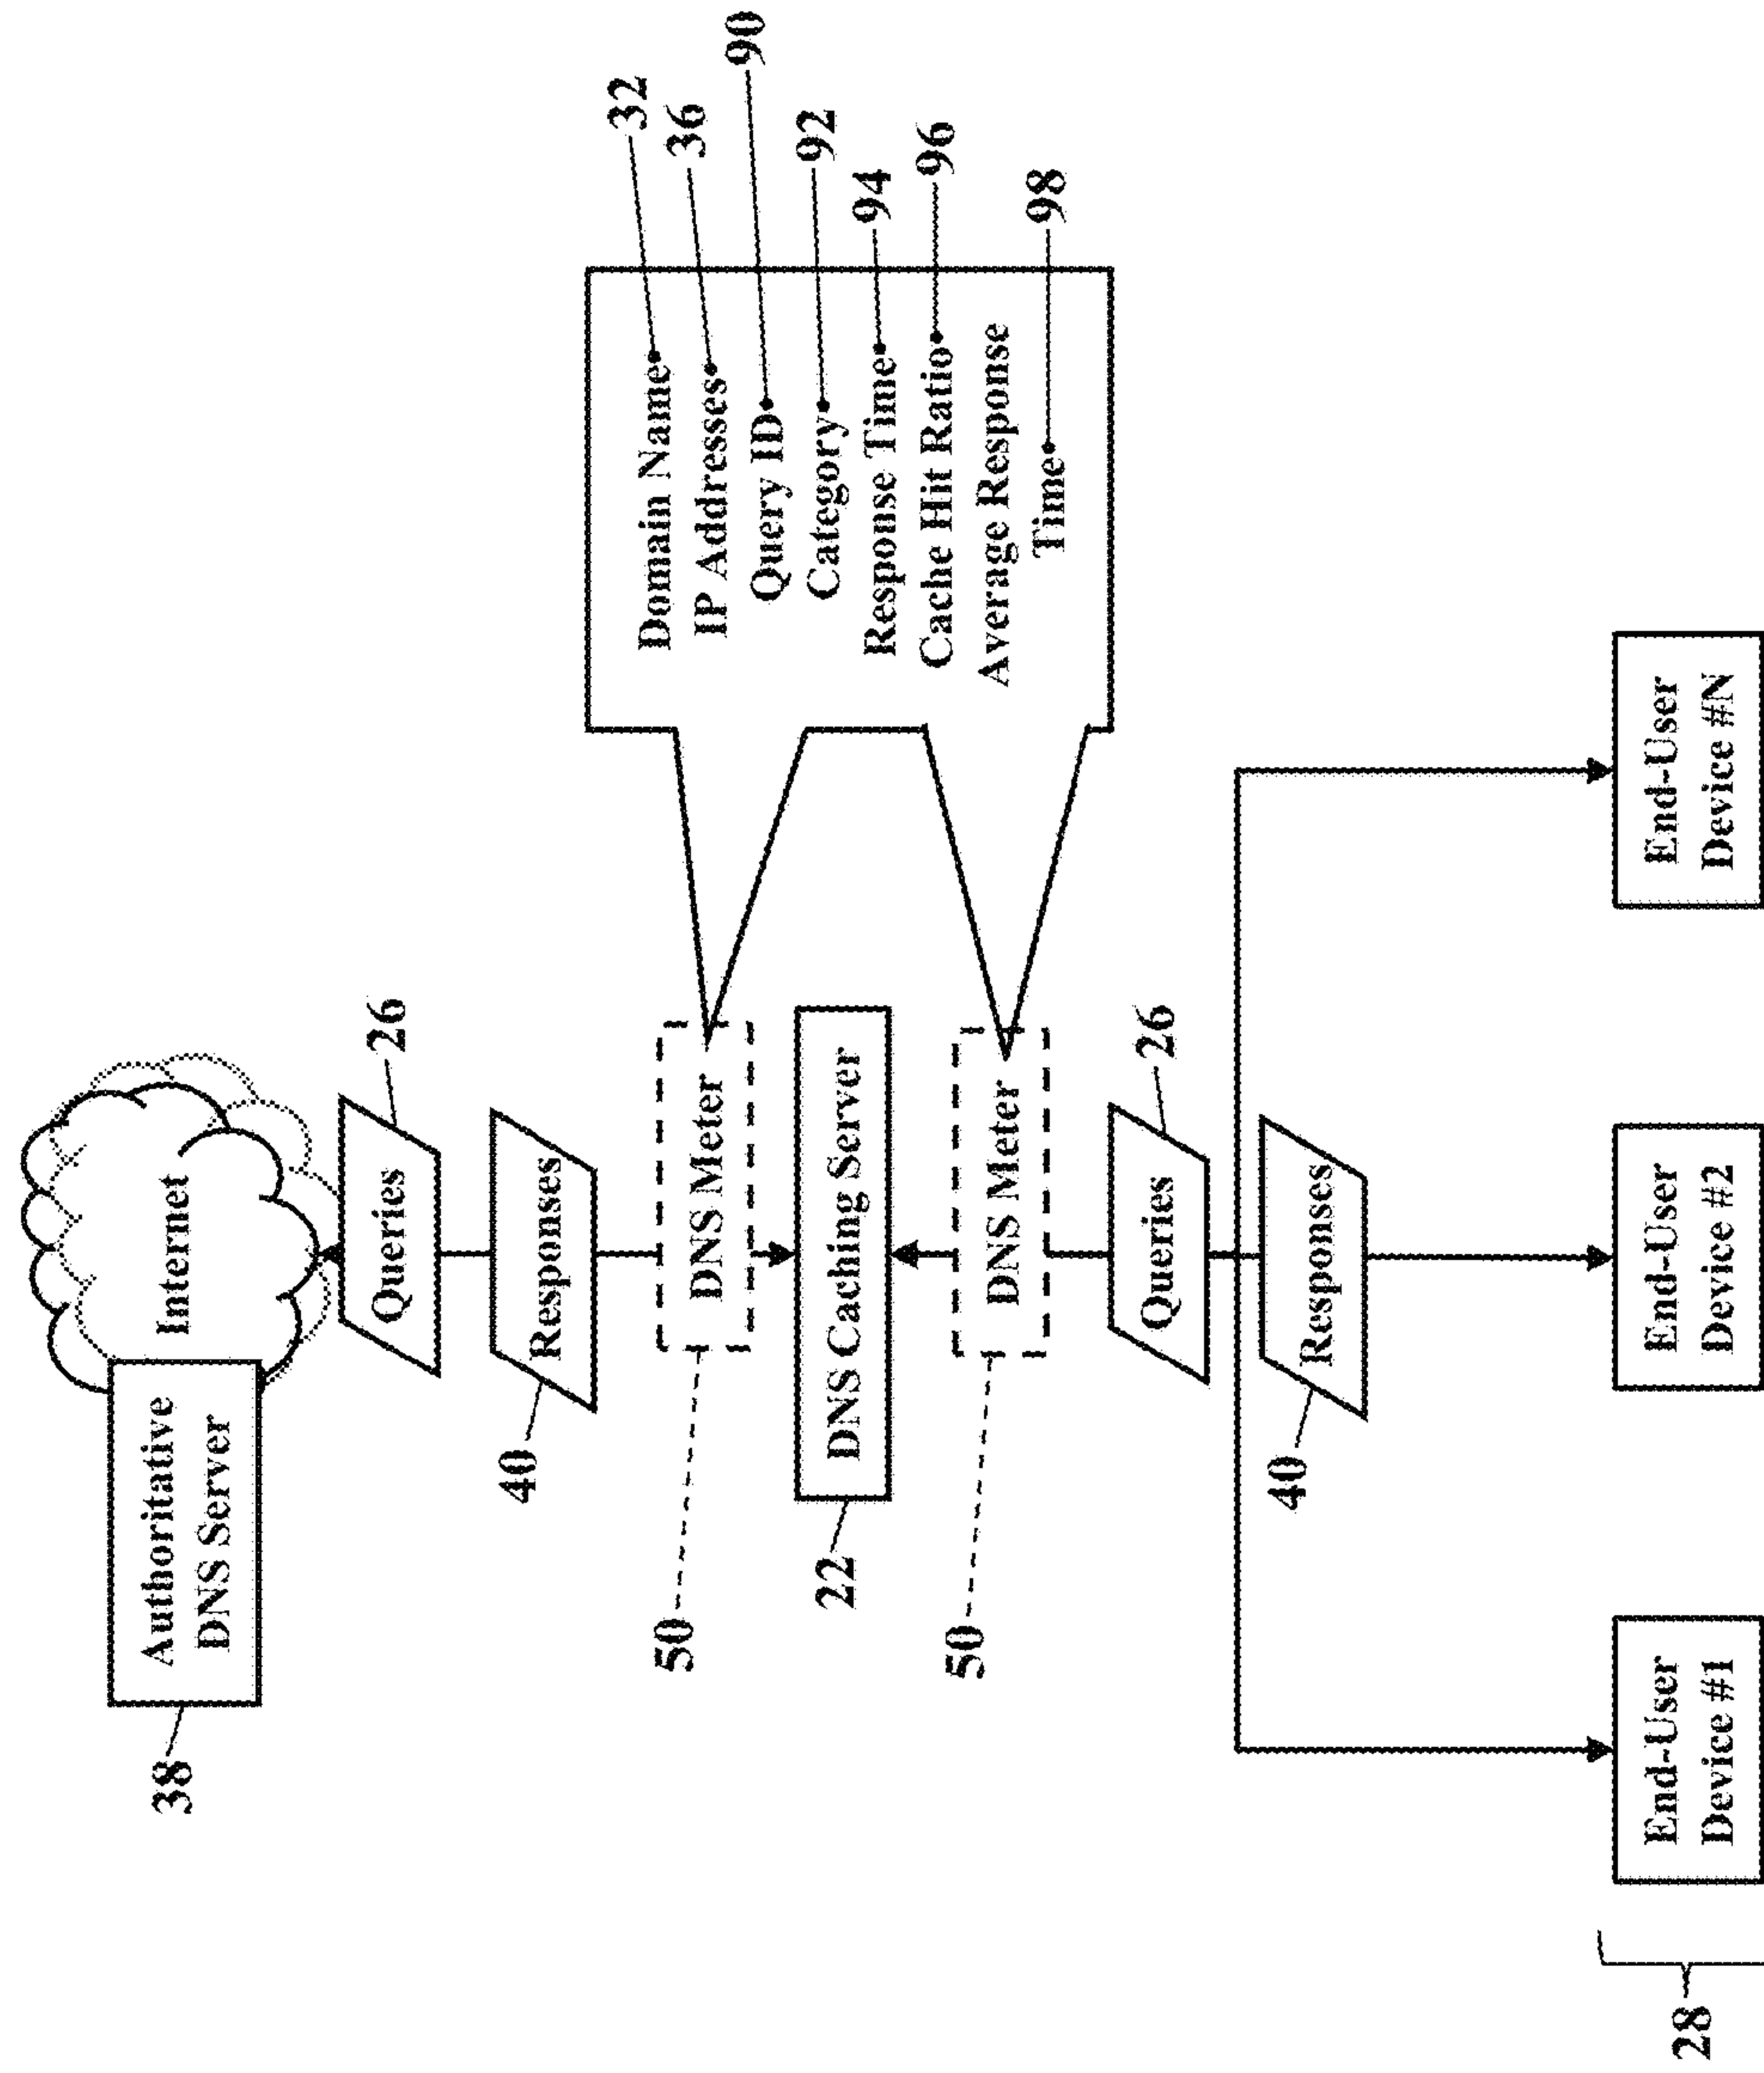 38
Authoritative
DNS Server
Internet
Queries
26
Responses
40
50
DNS Meter
22
DNS Caching Server
50
DNS Meter
Domain Name
32
IP Addresses
36
Query ID
90
Category
92
Response Time
94
Cache Hit Ratio
96
Average Response
Time
98
Queries
26
Responses
40
28
End-User
Device #1
End-User
Device #2
End-User
Device #N